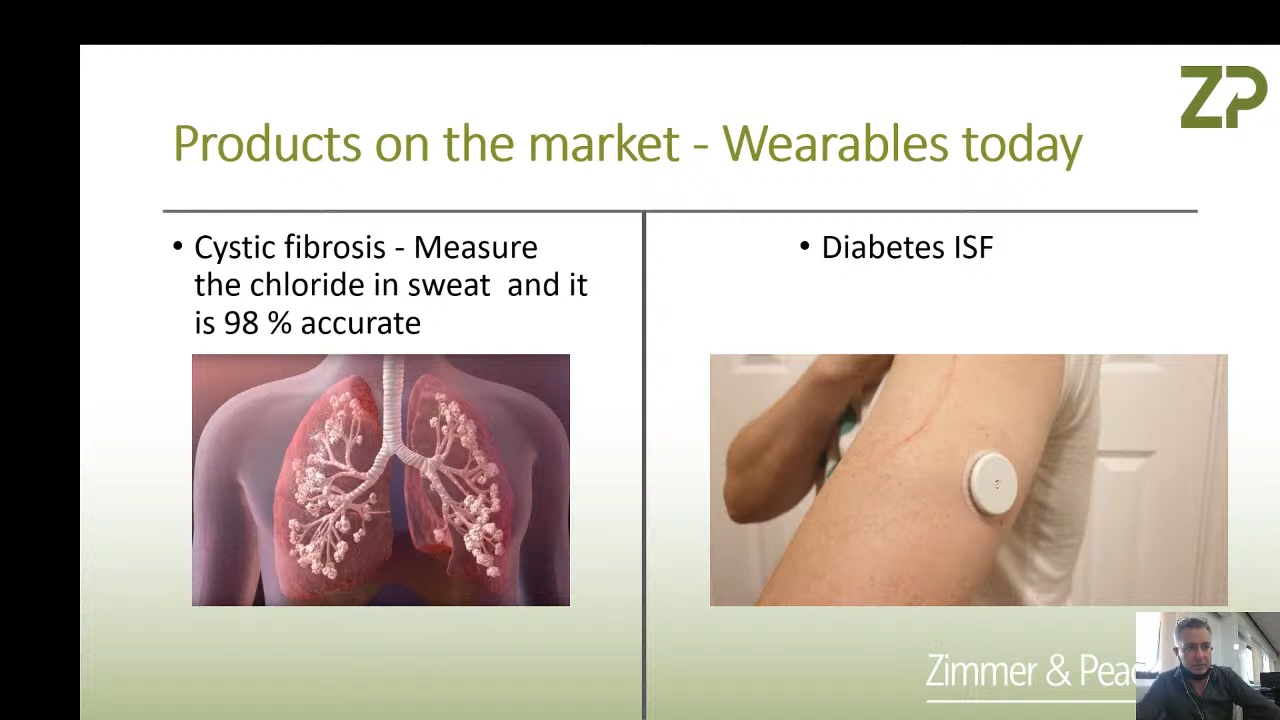 ZP
Products on the market - Wearables today
• Cystic fibrosis - Measure
the chloride in sweat and it
is 98 % accurate
• Diabetes ISF
Zimmer &